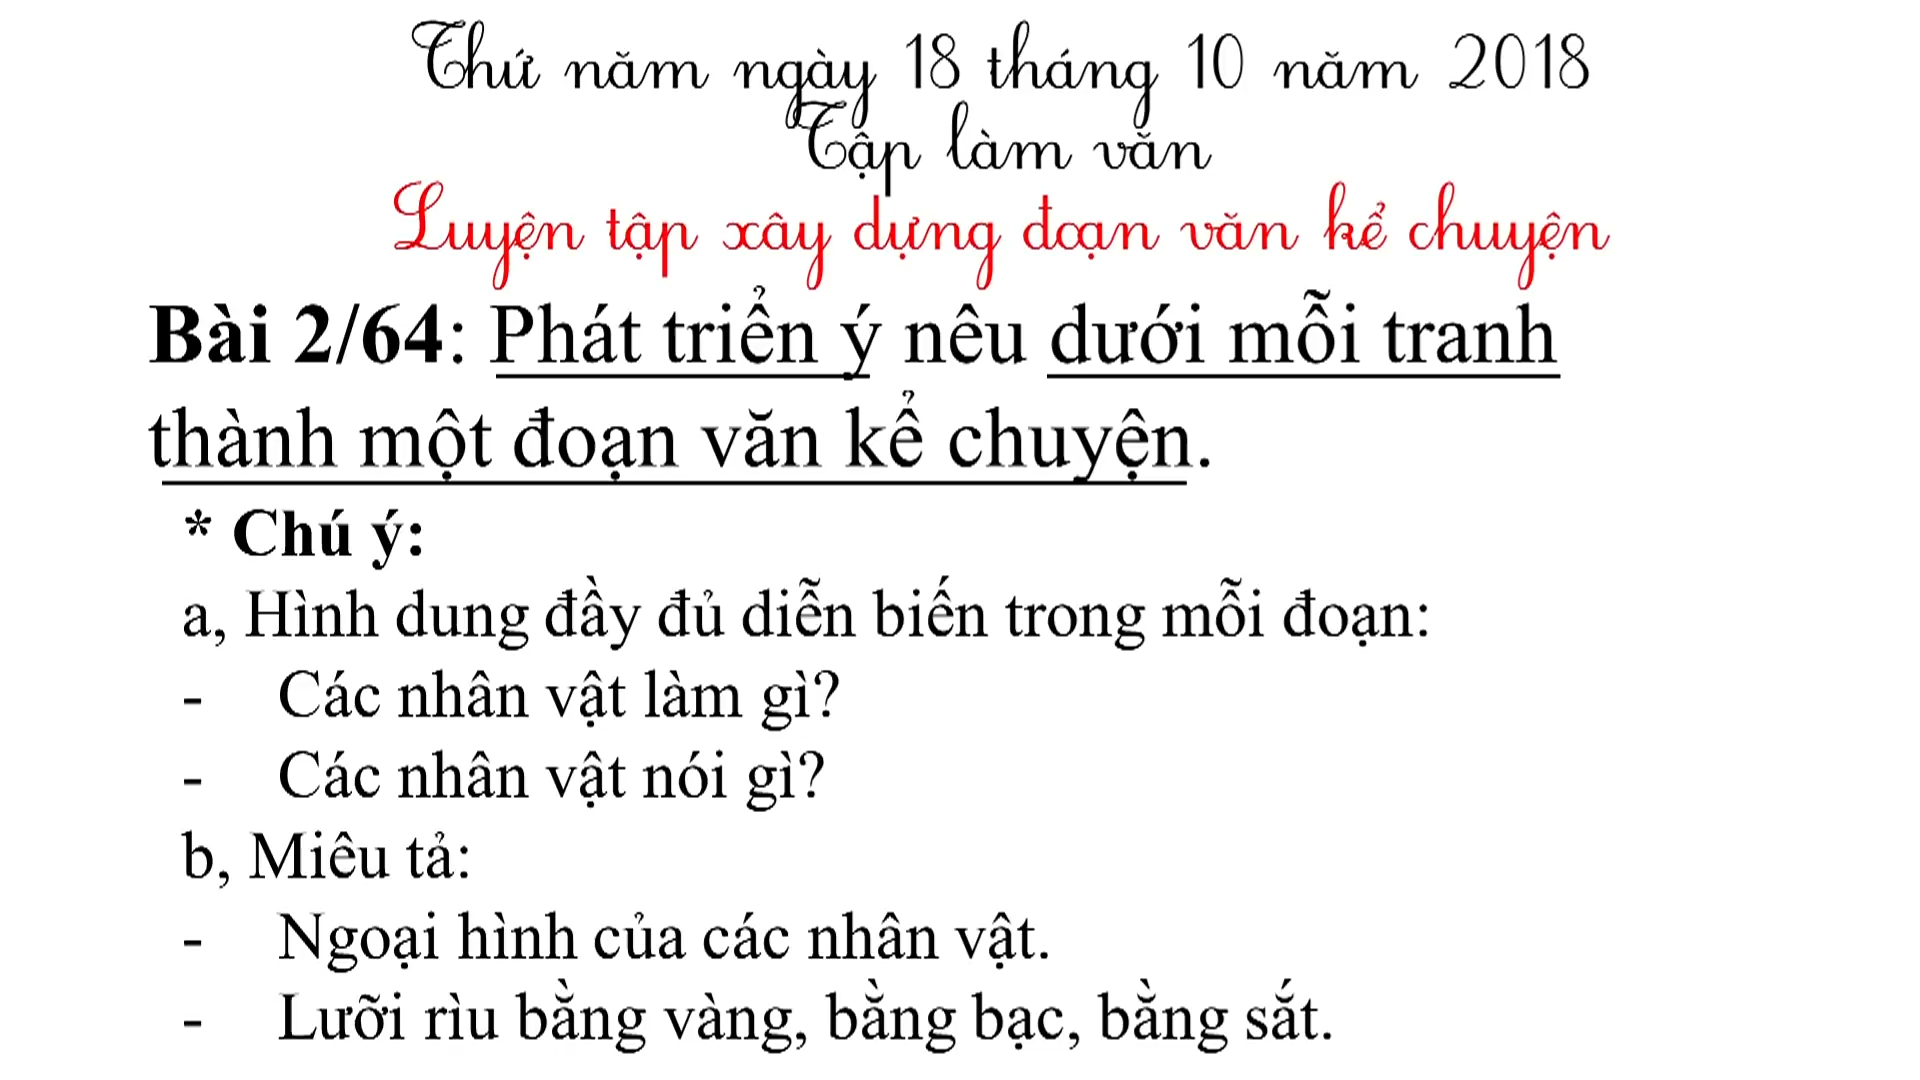 Thứ năm ngày 18 tháng 10 năm 2018
Tập làm văn
Luyện tập xây dựng đoạn văn kể chuyện
Bài 2/64: Phát triển ý nêu dưới mỗi tranh
thành một đoạn văn kể chuyện.
* Chú ý:
a, Hình dung đầy đủ diễn biến trong mỗi đoạn:
- Các nhân vật làm gì?
- Các nhân vật nói gì?
b, Miêu tả:
- Ngoại hình của các nhân vật.
- Lưỡi rìu bằng vàng, bằng bạc, bằng sắt.